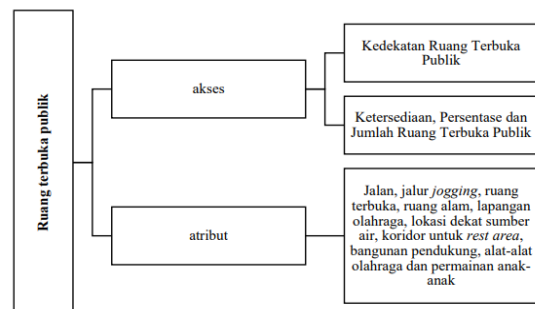 Ruang terbuka publik
akses
Kedekatan Ruang Terbuka
Publik
Ketersediaan, Persentase dan
Jumlah Ruang Terbuka Publik
atribut
Jalan, jalur jogging, ruang
terbuka, ruang alam, lapangan
olahraga, lokasi dekat sumber
air, koridor untuk rest area,
bangunan pendukung, alat-alat
olahraga dan permainan anak-
anak